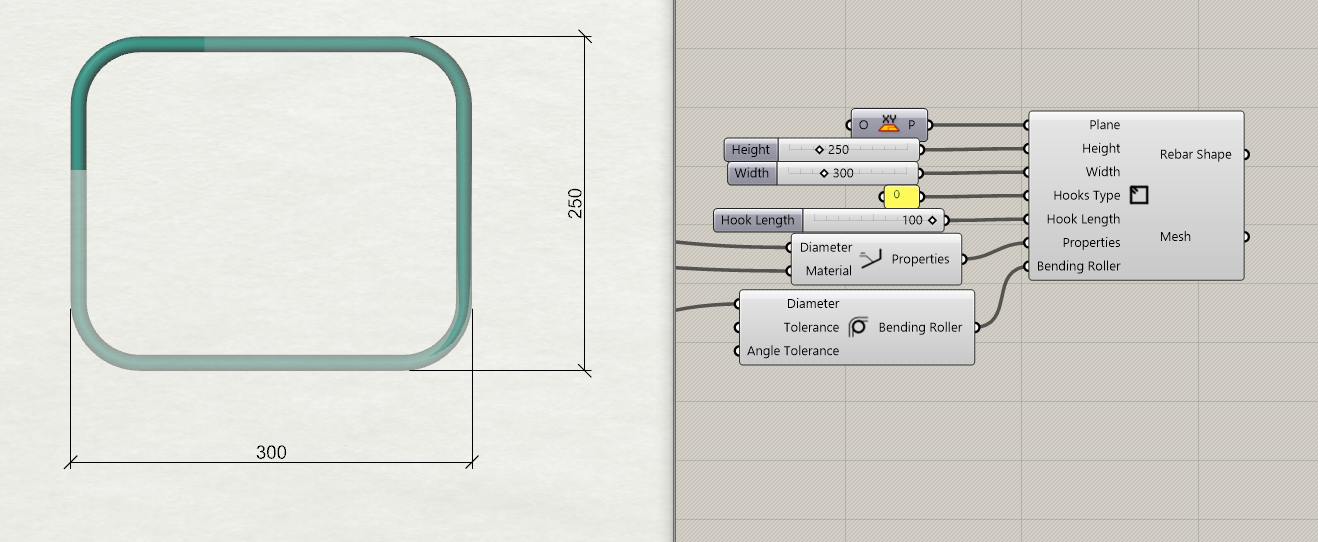 250
300
O XY P
Height 250
Width 300
0
Hook Length 100
Diameter
Material
Properties
Diameter
Tolerance
Angle Tolerance
Bending Roller
Plane
Height
Width
Hooks Type
Hook Length
Properties
Bending Roller
Rebar Shape
Mesh